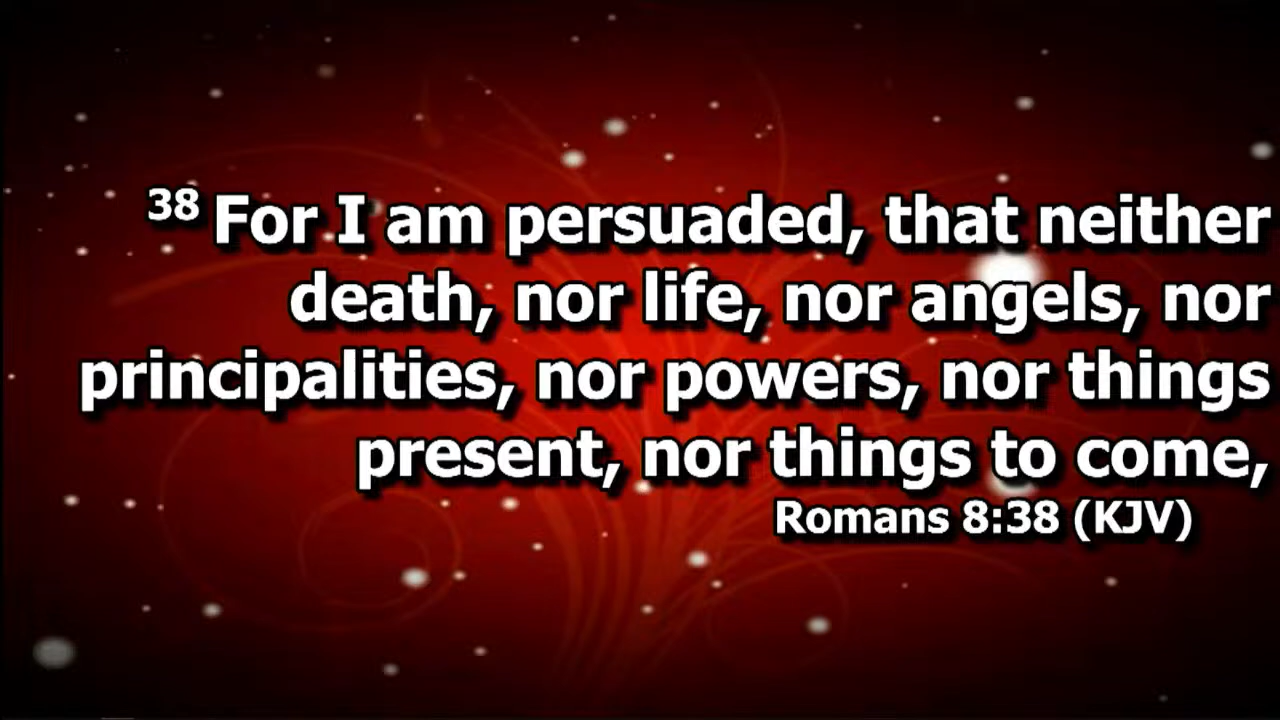 38 For I am persuaded, that neither
death, nor life, nor angels, nor
principalities, nor powers, nor things
present, nor things to come,
Romans 8:38 (KJV)